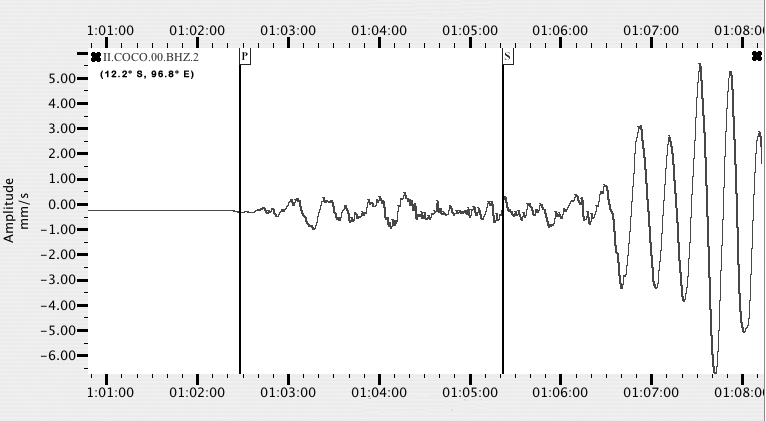 1:01:00 01:02:00 01:03:00 01:04:00 01:05:00 01:06:00 01:07:00 01:08:0
II.COCO.00.BHZ.2
(12.2° S, 96.8° E)
P
S
5.00
4.00
3.00
2.00
1.00
0.00
-1.00
-2.00
-3.00
-4.00
-5.00
-6.00
Amplitude
mm/s
01:01:00 01:02:00 01:03:00 01:04:00 01:05:00 01:06:00 01:07:00 01:08:0